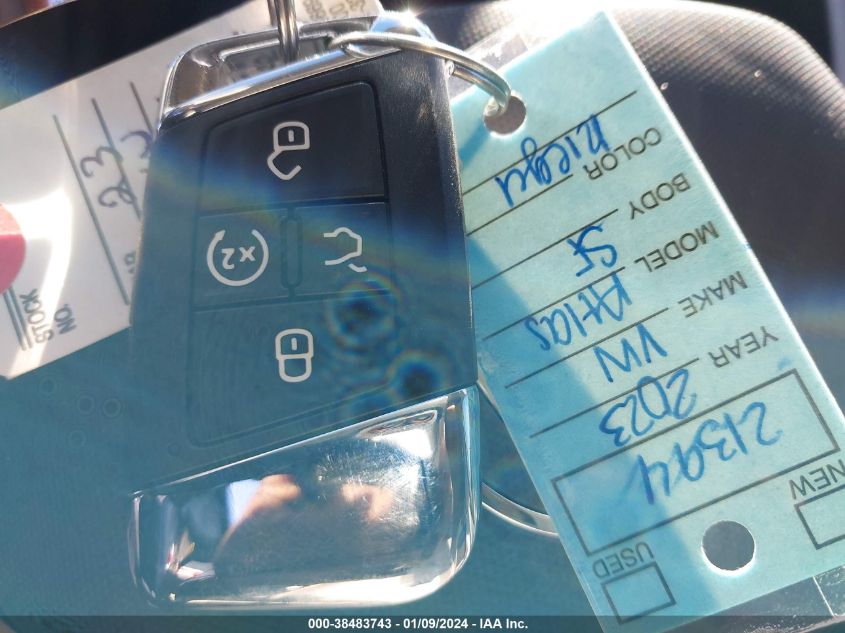 NEW
USED
21394
YEAR 2023
MAKE VW
MODEL Atlas
BODY SE
COLOR
×2
STOCK
NO.
23
000-38483743 - 01/09/2024 - IAA Inc.